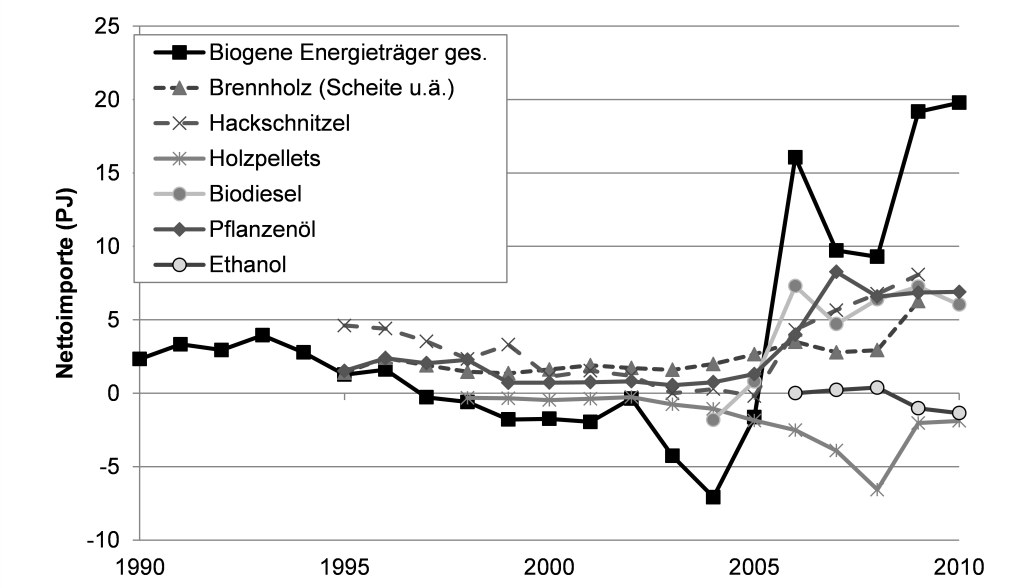 25
20
15
10
5
0
-5
-10
Nettoimporte (PJ)
Biogene Energieträger ges.
Brennholz (Scheite u.ä.)
Hackschnitzel
Holzpellets
Biodiesel
Pflanzenöl
Ethanol
1990 1995 2000 2005 2010